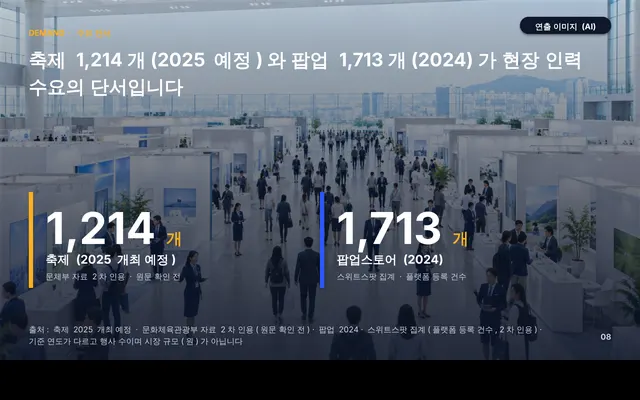 DEMAND
연출 이미지 (AI)
축제 1,214 개 (2025 예정 ) 와 팝업 1,713 개 (2024) 가 현장 인력
수요의 단서입니다
1,214 개
축제 (2025 개최 예정 )
문체부 자료 2 차 인용 · 원문 확인 전
1,713 개
팝업스토어 (2024)
스위트스팟 집계 · 플랫폼 등록 건수
출처 : 축제 2025 개최 예정 · 문화체육관광부 자료 2 차 인용 ( 원문 확인 전 ) · 팝업 2024 · 스위트스팟 집계 ( 플랫폼 등록 건수 , 2 차 인용 ) ·
기준 연도가 다르고 행사 수이며 시장 규모 ( 원 ) 가 아닙니다
08